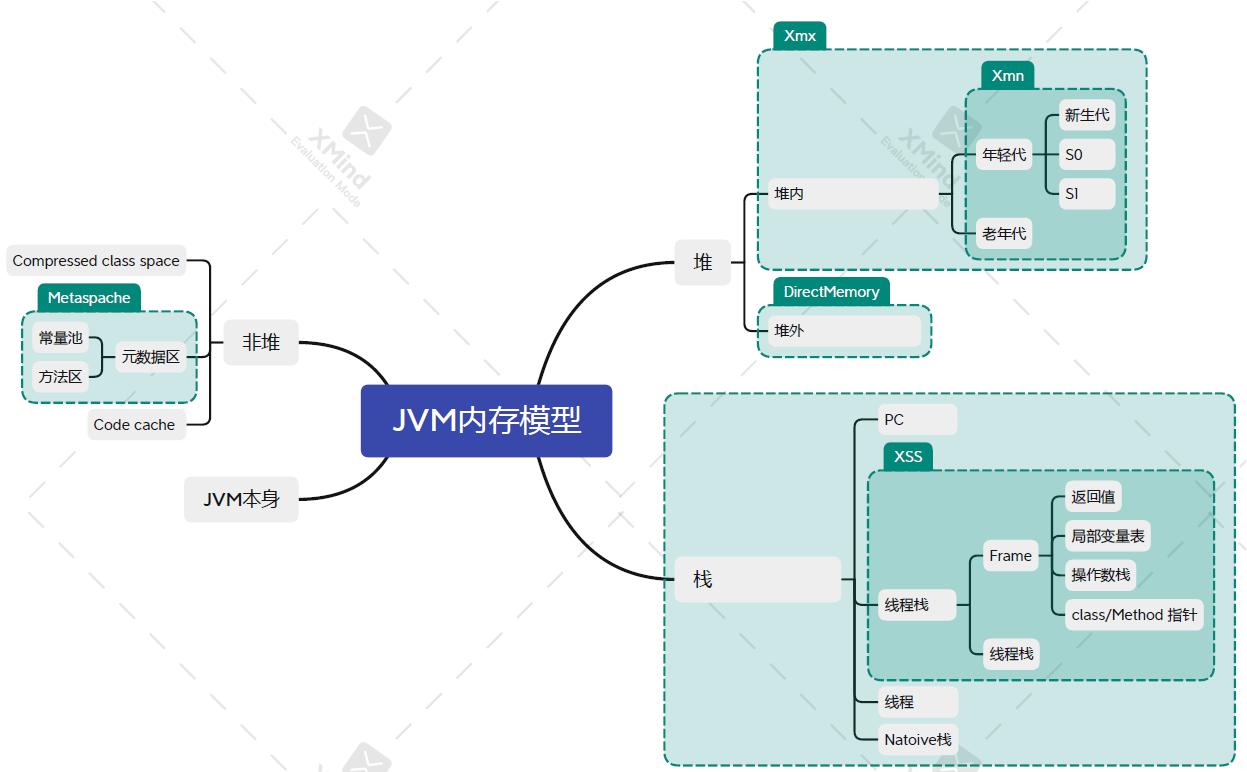 JVM内存模型
堆
Xmx
堆内
Xmn
年轻代
新生代
S0
S1
老年代
DirectMemory
堆外
栈
PC
XSS
线程栈
Frame
返回值
局部变量表
操作数栈
class/Method 指针
线程栈
线程
Natoive栈
非堆
Compressed class space
Metaspache
元数据区
常量池
方法区
Code cache
JVM本身
XMind
Evaluation Mode
XMind
Evaluation Mode